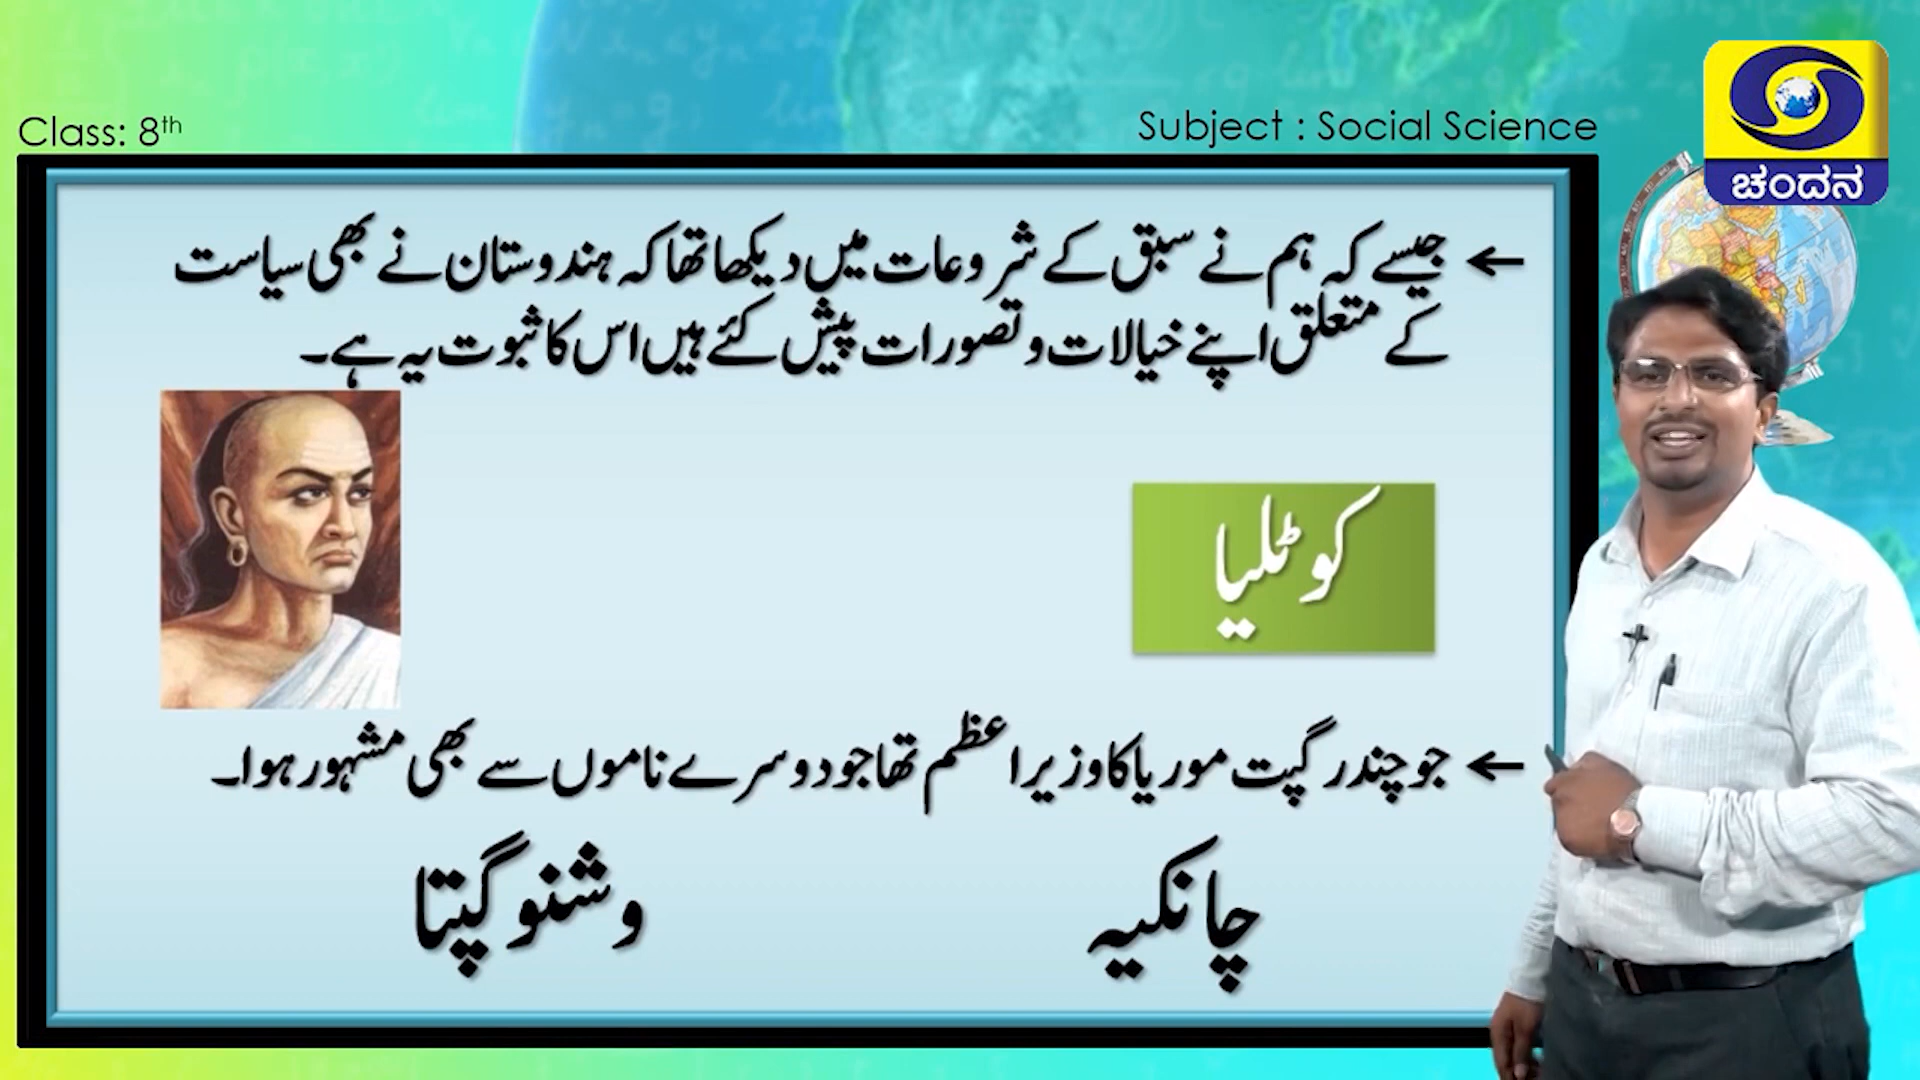 ಚಂದನ
Class: 8th
Subject : Social Science
← جیسے کہ ہم نے سبق کے شروعات میں دیکھا تھا کہ ہندوستان نے بھی سیاست
کے متعلق اپنے خیالات و تصورات پیش کئے ہیں اس کا ثبوت یہ ہے۔
کوٹلیا
← جو چندر گپت موریا کا وزیر اعظم تھا جو دوسرے ناموں سے بھی مشہور ہوا۔
چانکیہ
وشنو گپتا